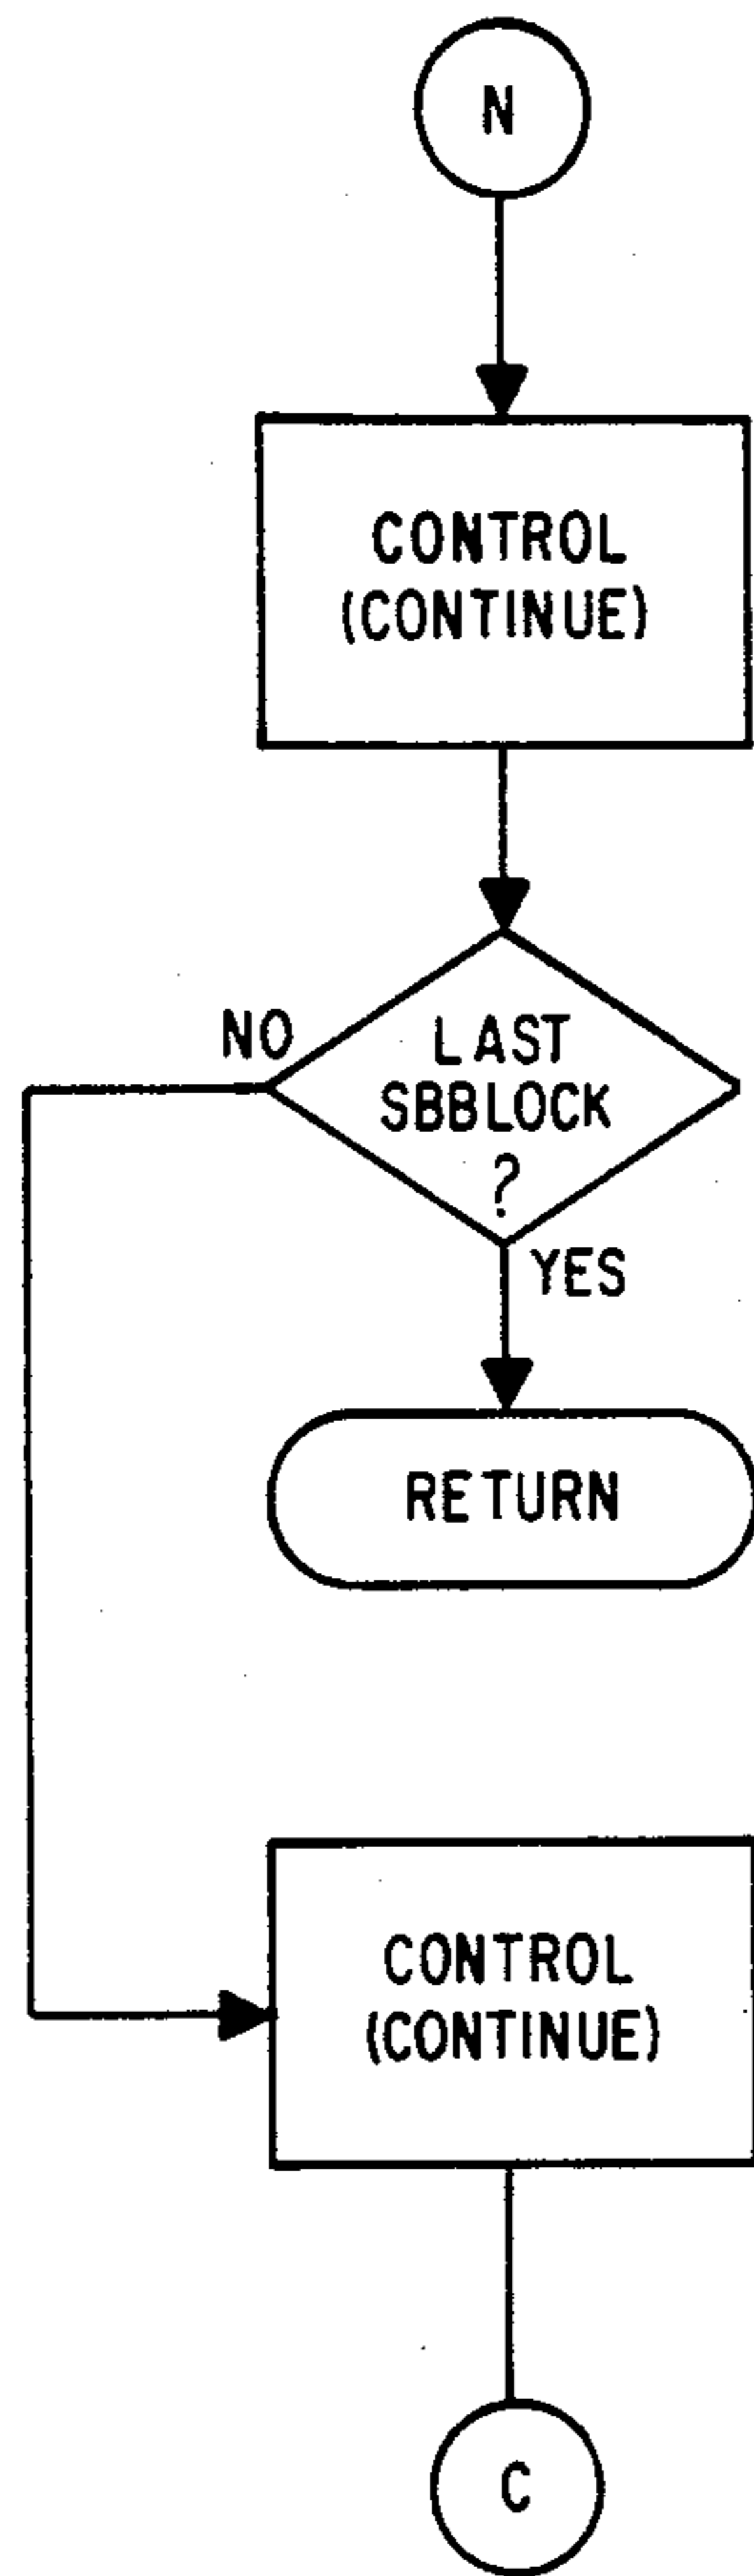 N
CONTROL
(CONTINUE)
NO
LAST
SBBLOCK
?
YES
RETURN
CONTROL
(CONTINUE)
C